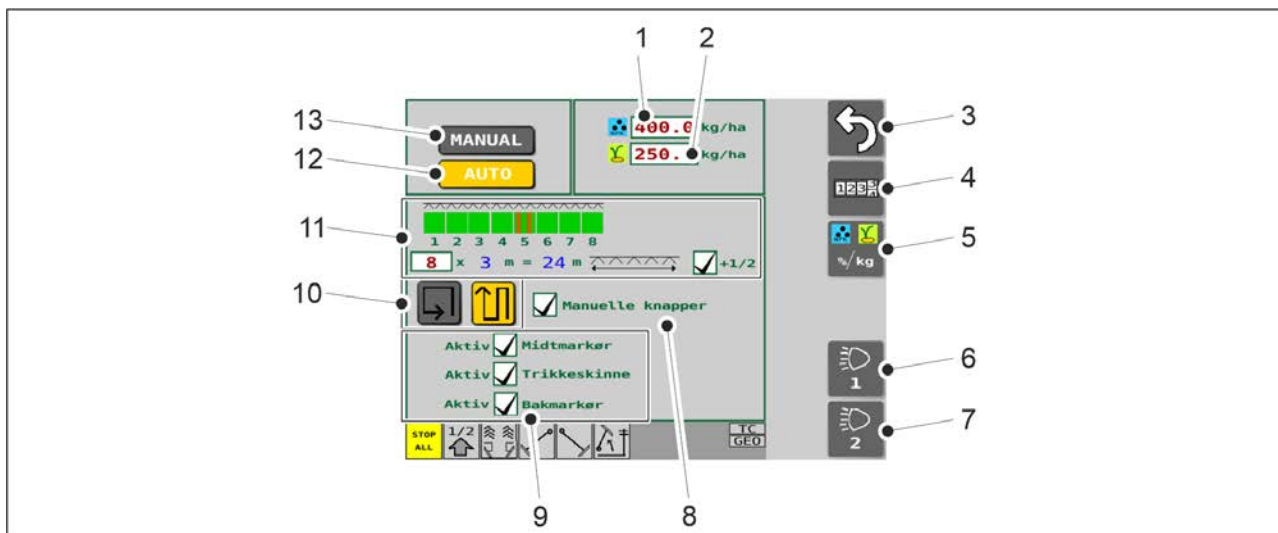 1 2
13 MANUAL 400.0 kg/ha 3
12 AUTO 250. kg/ha
1234 4
11 1 2 3 4 5 6 7 8 %/kg 5
8 x 3 m = 24 m +1/2
10 Manuelle knapper
Aktiv Midtmarkør 6
Aktiv Trikkeskinne 1
Aktiv Bakmarkør
STOP ALL 1/2 TC GEO 2 7
9 8